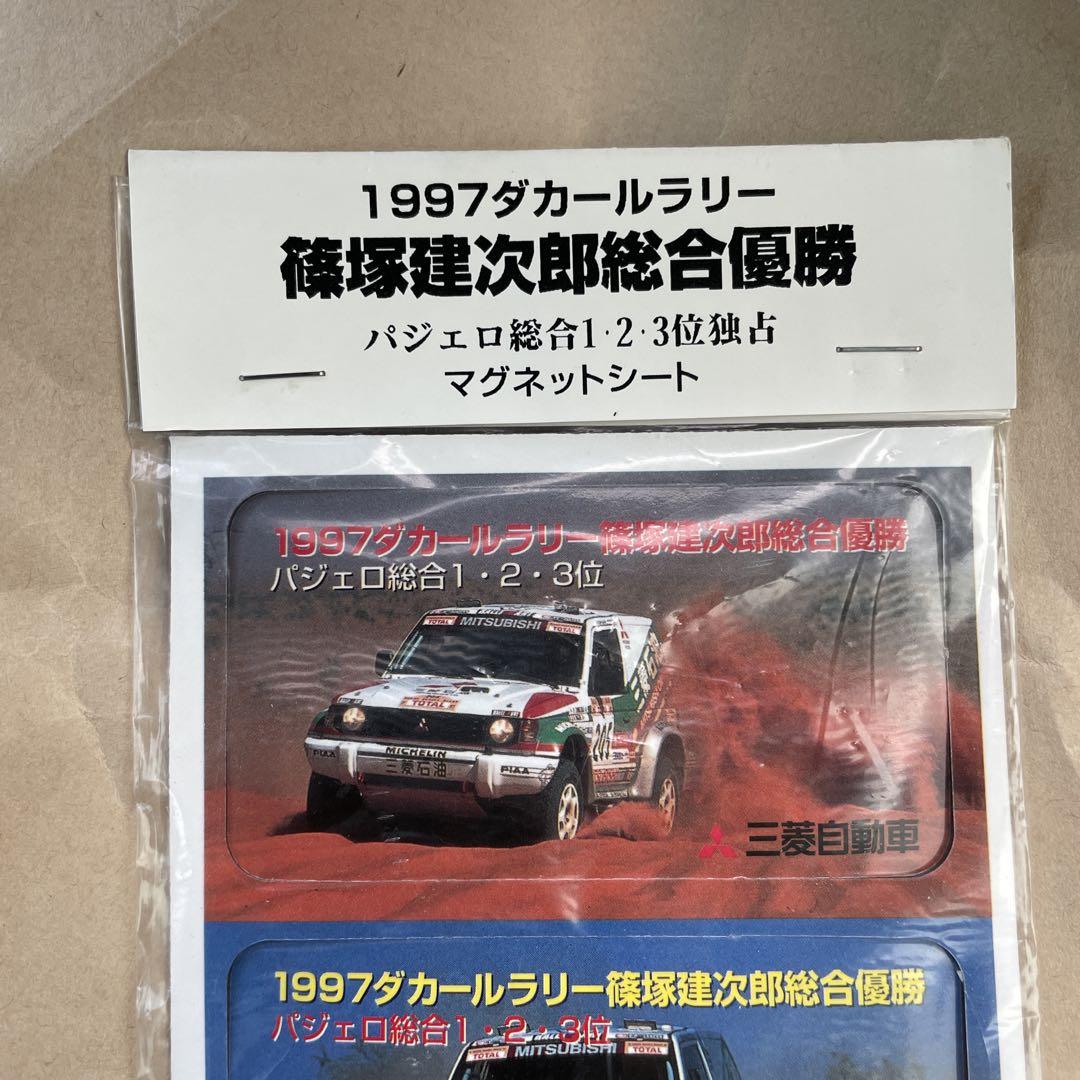 1997ダカールラリー
篠塚建次郎総合優勝
パジェロ総合1・2・3位独占
マグネットシート
1997ダカールラリー篠塚建次郎総合優勝
パジェロ総合1・2・3位
TOTAL MITSUBISHI TOTAL
TOTAL
205
MICHELIN
PIAA 三菱石油 PIAA
三菱自動車
1997ダカールラリー篠塚建次郎総合優勝
パジェロ総合1・2・3位
TOTAL MITSUBISHI TOTAL